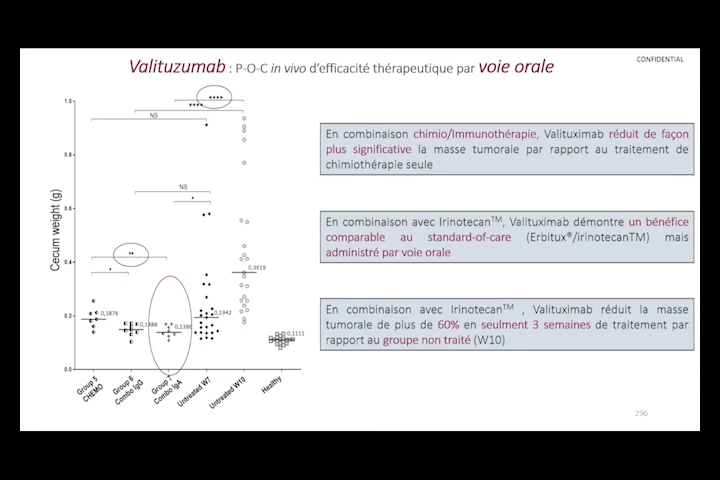 Valituzumab : P-O-C in vivo d'efficacité thérapeutique par voie orale
CONFIDENTIAL
Cecum weight (g)
1.0
0.8
0.6
0.4
0.2
0.0
****
****
NS
NS
*
**
*
0,1876
0,1488
0,1386
0,1942
0,3619
0,1111
Group 5
CHEMO
Group 6
Combo IgG
Group 7
Combo IgA
Untreated W7
Untreated W10
Healthy
En combinaison chimio/Immunothérapie, Valituximab réduit de façon
plus significative la masse tumorale par rapport au traitement de
chimiothérapie seule
En combinaison avec Irinotecan™, Valituximab démontre un bénéfice
comparable au standard-of-care (Erbitux®/irinotecanTM) mais
administré par voie orale
En combinaison avec Irinotecan™ , Valituximab réduit la masse
tumorale de plus de 60% en seulment 3 semaines de traitement par
rapport au groupe non traité (W10)
296